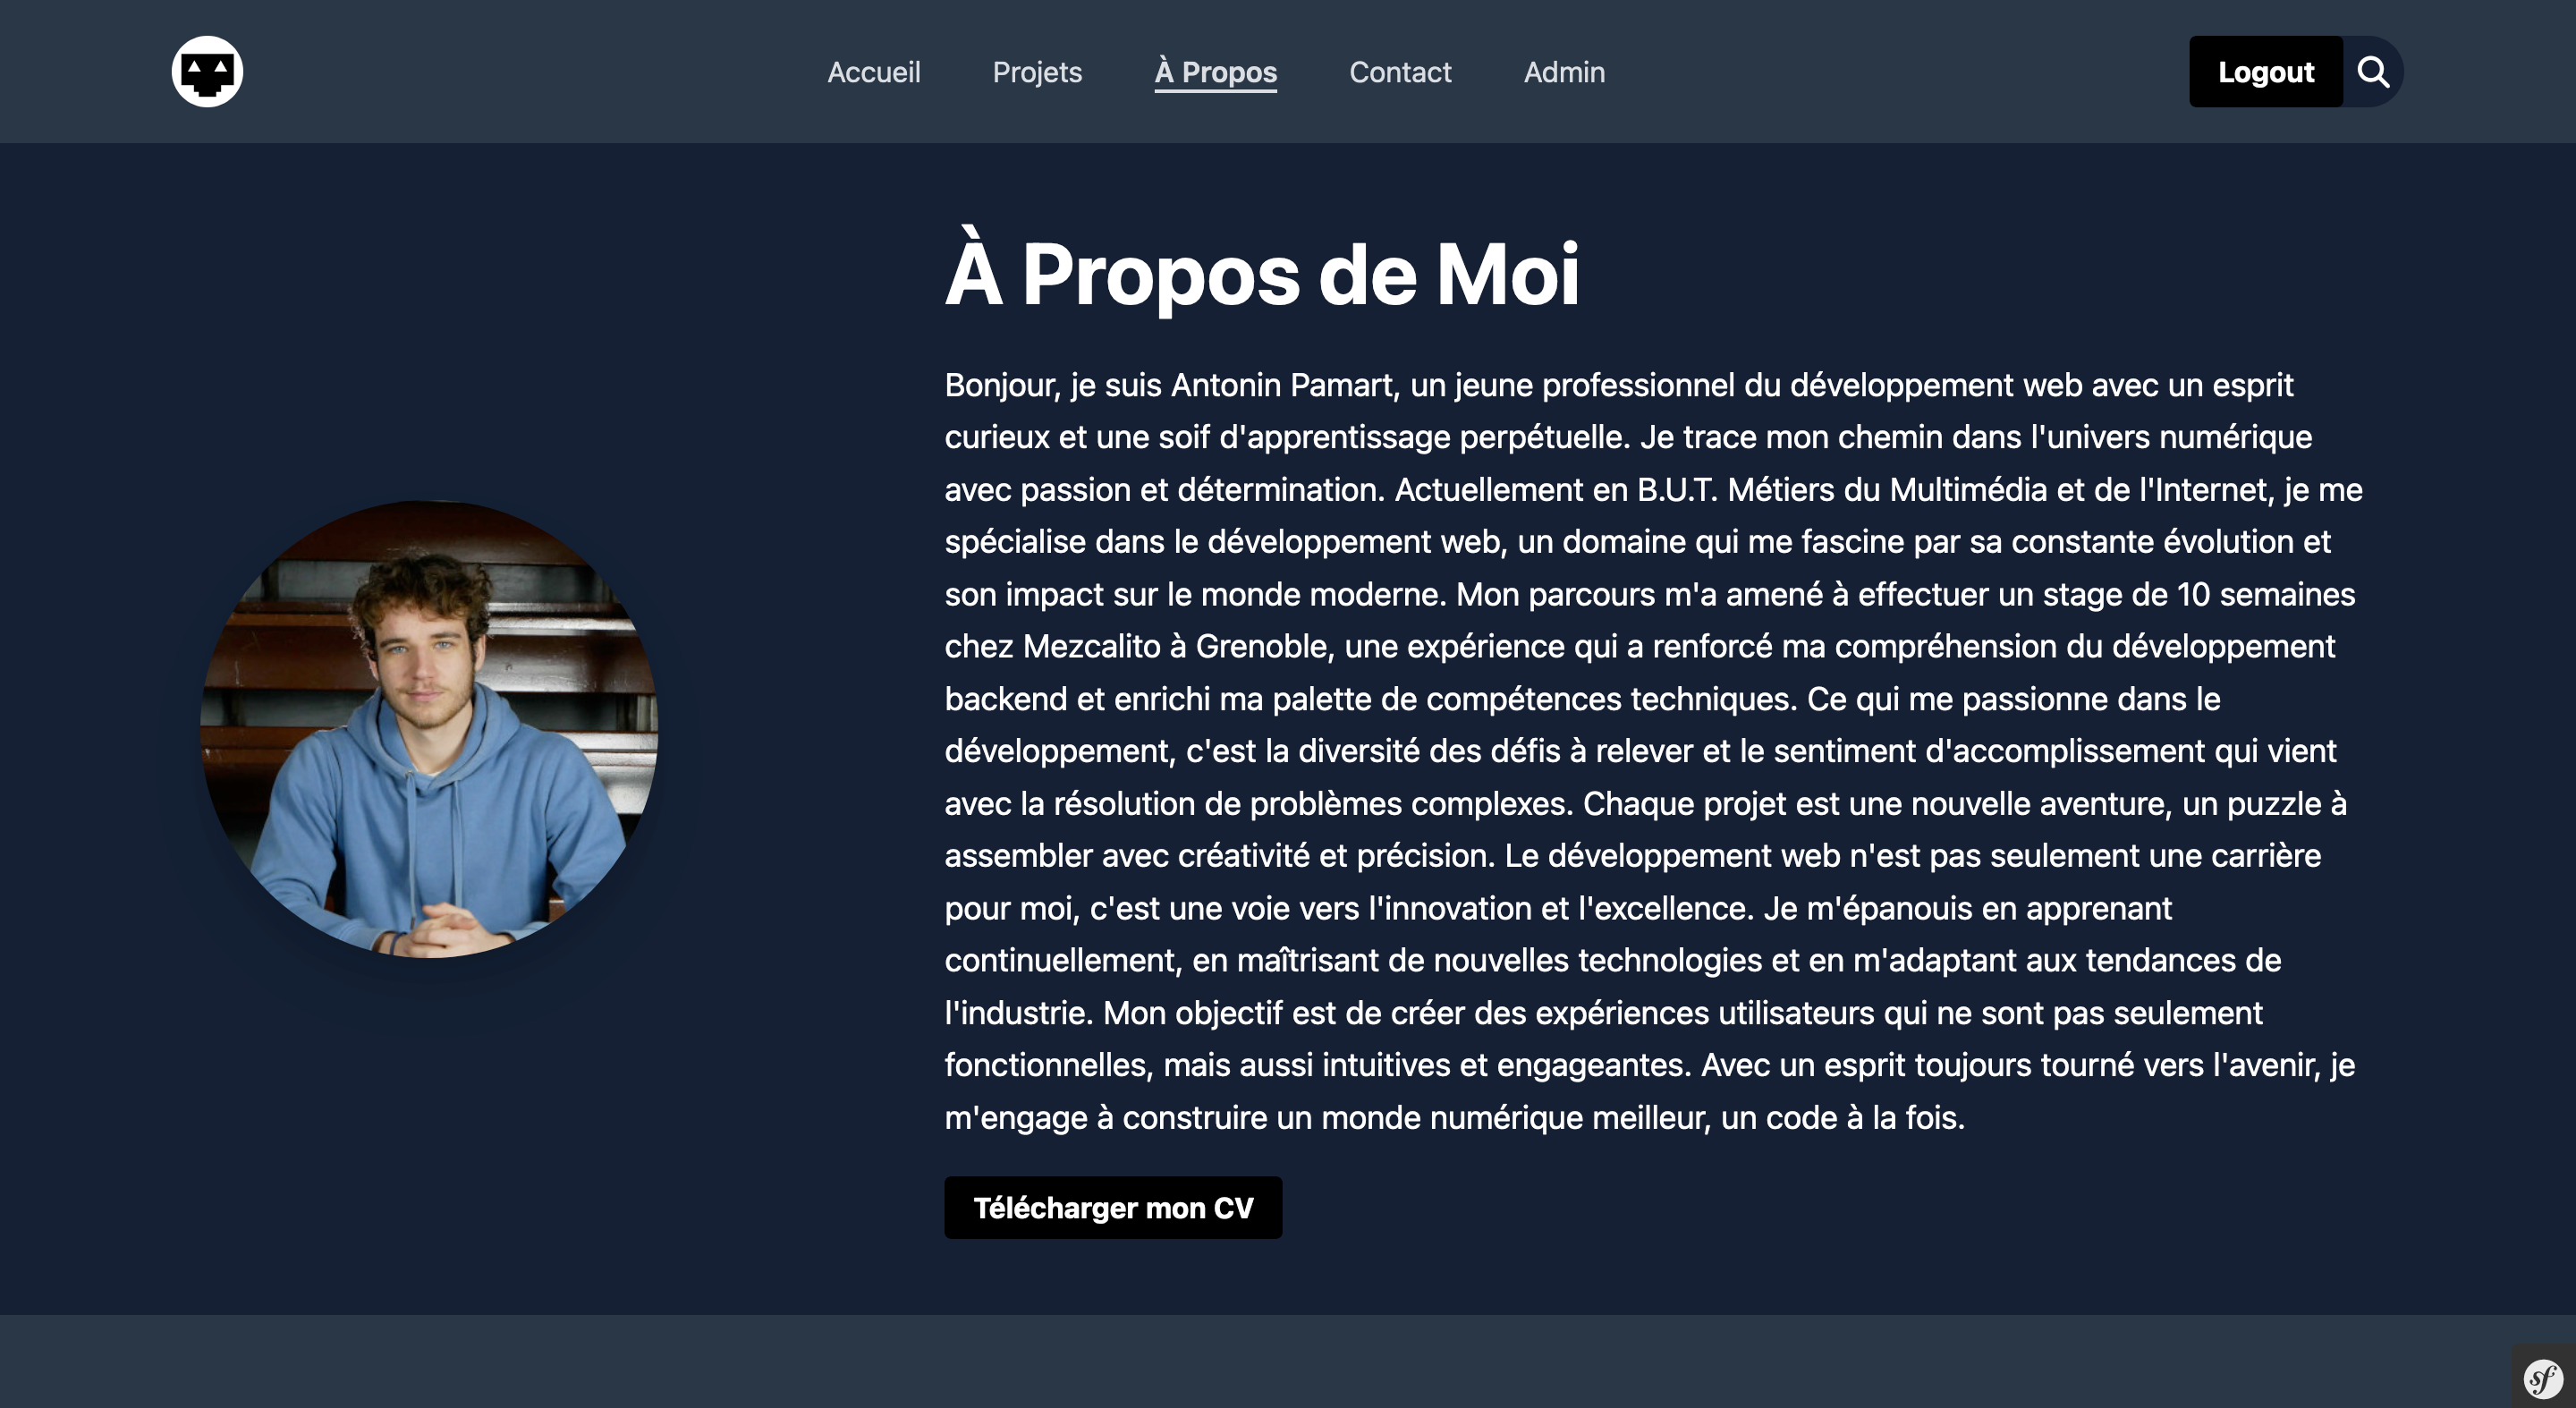 Accueil Projets À Propos Contact Admin Logout
À Propos de Moi
Bonjour, je suis Antonin Pamart, un jeune professionnel du développement web avec un esprit
curieux et une soif d'apprentissage perpétuelle. Je trace mon chemin dans l'univers numérique
avec passion et détermination. Actuellement en B.U.T. Métiers du Multimédia et de l'Internet, je me
spécialise dans le développement web, un domaine qui me fascine par sa constante évolution et
son impact sur le monde moderne. Mon parcours m'a amené à effectuer un stage de 10 semaines
chez Mezcalito à Grenoble, une expérience qui a renforcé ma compréhension du développement
backend et enrichi ma palette de compétences techniques. Ce qui me passionne dans le
développement, c'est la diversité des défis à relever et le sentiment d'accomplissement qui vient
avec la résolution de problèmes complexes. Chaque projet est une nouvelle aventure, un puzzle à
assembler avec créativité et précision. Le développement web n'est pas seulement une carrière
pour moi, c'est une voie vers l'innovation et l'excellence. Je m'épanouis en apprenant
continuellement, en maîtrisant de nouvelles technologies et en m'adaptant aux tendances de
l'industrie. Mon objectif est de créer des expériences utilisateurs qui ne sont pas seulement
fonctionnelles, mais aussi intuitives et engageantes. Avec un esprit toujours tourné vers l'avenir, je
m'engage à construire un monde numérique meilleur, un code à la fois.
Télécharger mon CV
sf